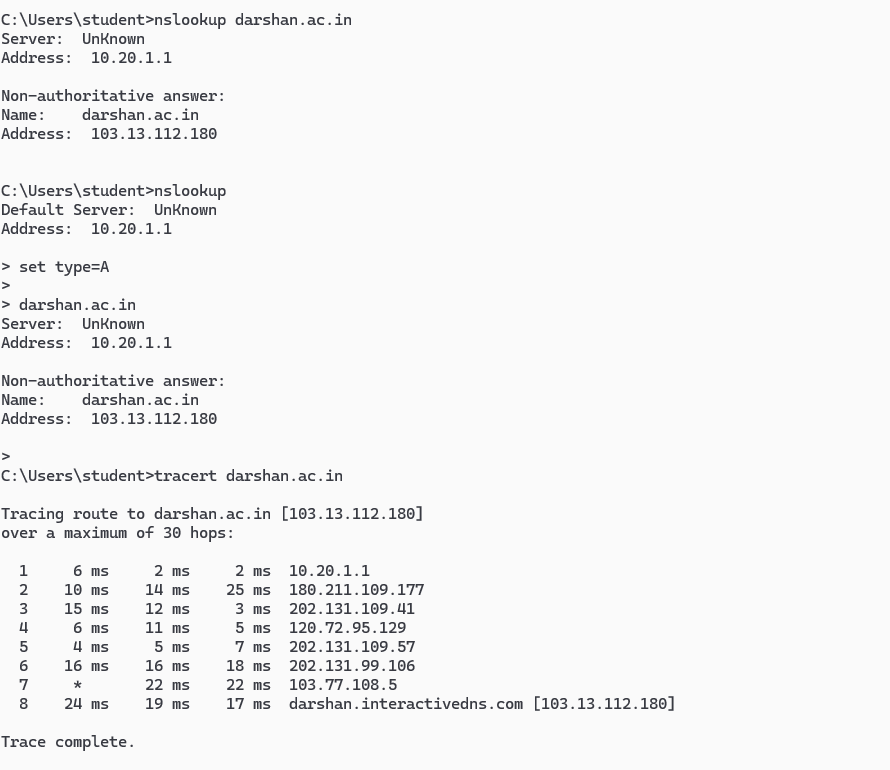 C:\Users\student>nslookup darshan.ac.in
Server:  UnKnown
Address:  10.20.1.1

Non-authoritative answer:
Name:    darshan.ac.in
Address:  103.13.112.180


C:\Users\student>nslookup
Default Server:  UnKnown
Address:  10.20.1.1

> set type=A
>
> darshan.ac.in
Server:  UnKnown
Address:  10.20.1.1

Non-authoritative answer:
Name:    darshan.ac.in
Address:  103.13.112.180

>
C:\Users\student>tracert darshan.ac.in

Tracing route to darshan.ac.in [103.13.112.180]
over a maximum of 30 hops:

  1     6 ms     2 ms     2 ms  10.20.1.1
  2    10 ms    14 ms    25 ms  180.211.109.177
  3    15 ms    12 ms     3 ms  202.131.109.41
  4     6 ms    11 ms     5 ms  120.72.95.129
  5     4 ms     5 ms     7 ms  202.131.109.57
  6    16 ms    16 ms    18 ms  202.131.99.106
  7     *       22 ms    22 ms  103.77.108.5
  8    24 ms    19 ms    17 ms  darshan.interactivedns.com [103.13.112.180]

Trace complete.